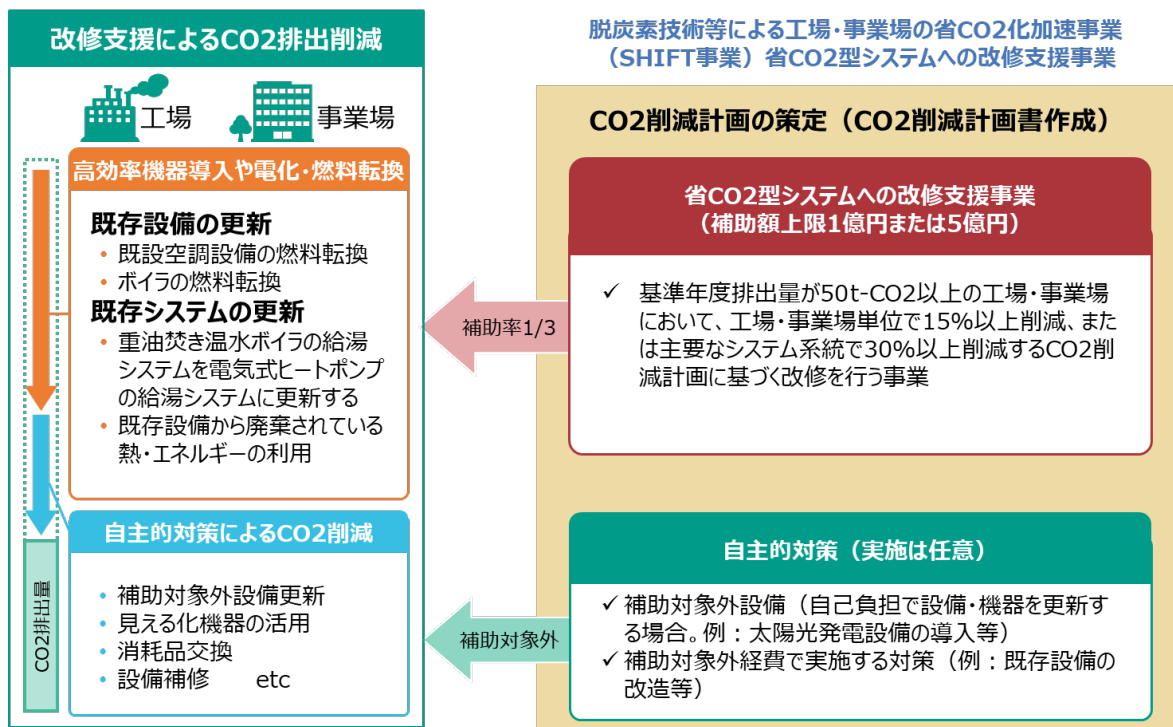 改修支援によるCO2排出削減
工場
事業場
高効率機器導入や電化・燃料転換
既存設備の更新
• 既設空調設備の燃料転換
• ボイラの燃料転換
既存システムの更新
• 重油焚き温水ボイラの給湯
システムを電気式ヒートポンプ
の給湯システムに更新する
• 既存設備から廃棄されている
熱・エネルギーの利用
自主的対策によるCO2削減
• 補助対象外設備更新
• 見える化機器の活用
• 消耗品交換
• 設備補修 etc
CO2排出量
補助率1/3
補助対象外
脱炭素技術等による工場・事業場の省CO2化加速事業
（SHIFT事業）省CO2型システムへの改修支援事業
CO2削減計画の策定（CO2削減計画書作成）
省CO2型システムへの改修支援事業
（補助額上限1億円または5億円）
✓ 基準年度排出量が50t-CO2以上の工場・事業場
において、工場・事業場単位で15%以上削減、また
は主要なシステム系統で30%以上削減するCO2削
減計画に基づく改修を行う事業
自主的対策（実施は任意）
✓ 補助対象外設備（自己負担で設備・機器を更新す
る場合。例：太陽光発電設備の導入等）
✓ 補助対象外経費で実施する対策（例：既存設備の
改造等）